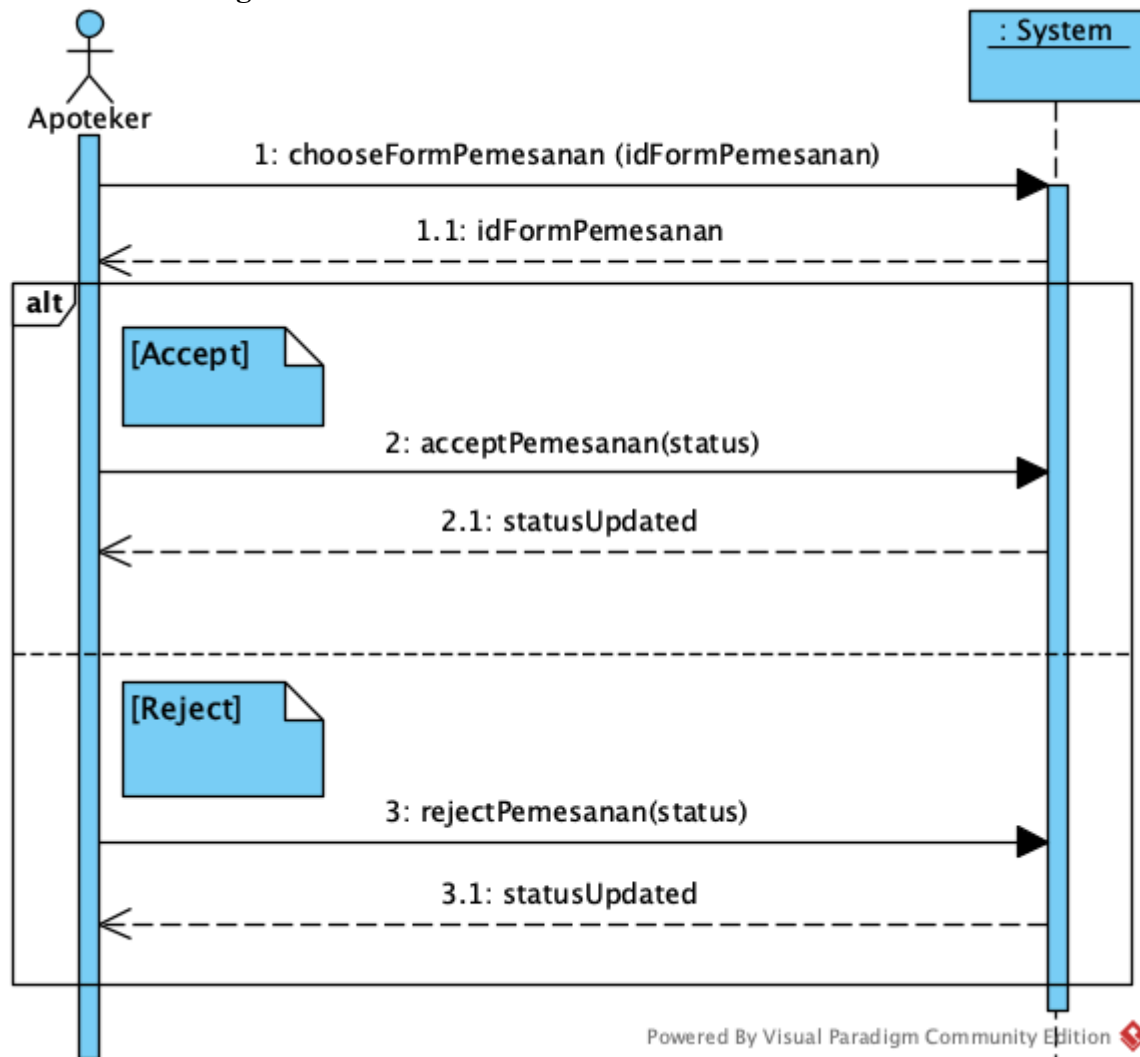 : System
Apoteker
1: chooseFormPemesanan (idFormPemesanan)
1.1: idFormPemesanan
alt
[Accept]
2: acceptPemesanan(status)
2.1: statusUpdated
[Reject]
3: rejectPemesanan(status)
3.1: statusUpdated
Powered By Visual Paradigm Community Edition